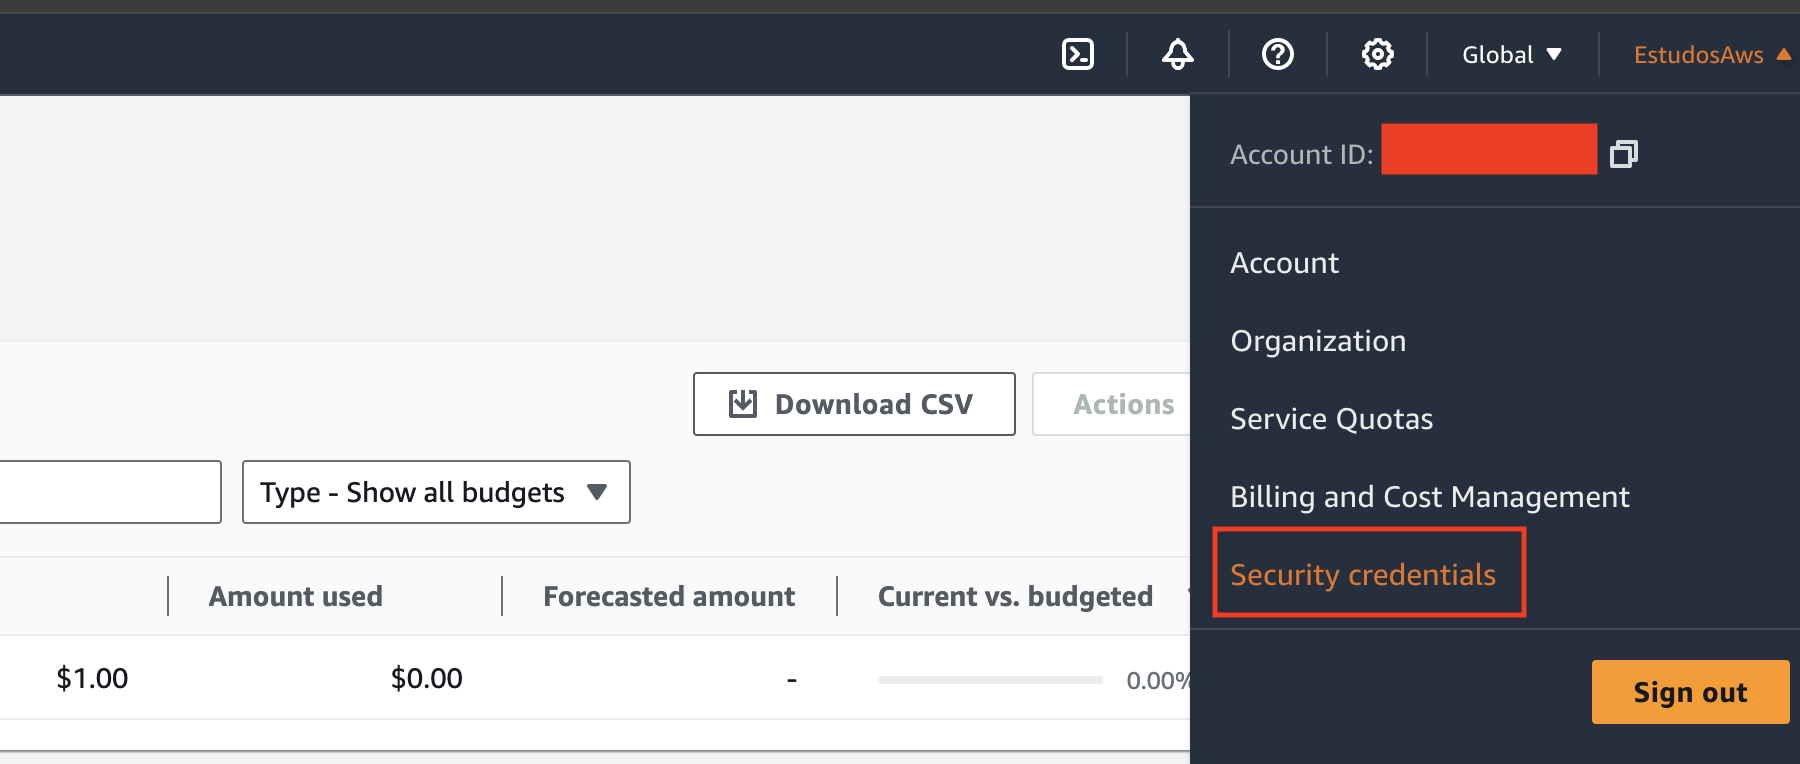 Global
EstudosAws
Account ID:
Account
Organization
Service Quotas
Billing and Cost Management
Security credentials
Sign out
Download CSV
Actions
Type - Show all budgets
Amount used
Forecasted amount
Current vs. budgeted
$1.00
$0.00
-
0.00%